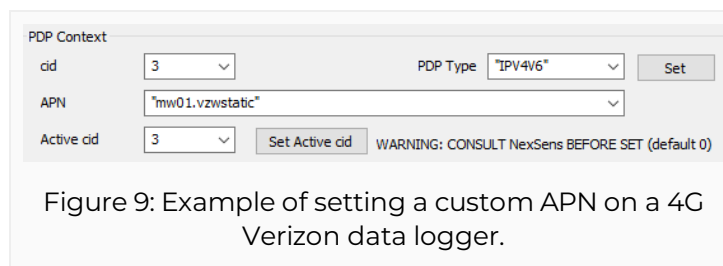 PDP Context
cid 3 PDP Type "IPV4V6" Set
APN "mw01.vzwstatic"
Active cid 3 Set Active cid WARNING: CONSULT NexSens BEFORE SET (default 0)
Figure 9: Example of setting a custom APN on a 4G
Verizon data logger.